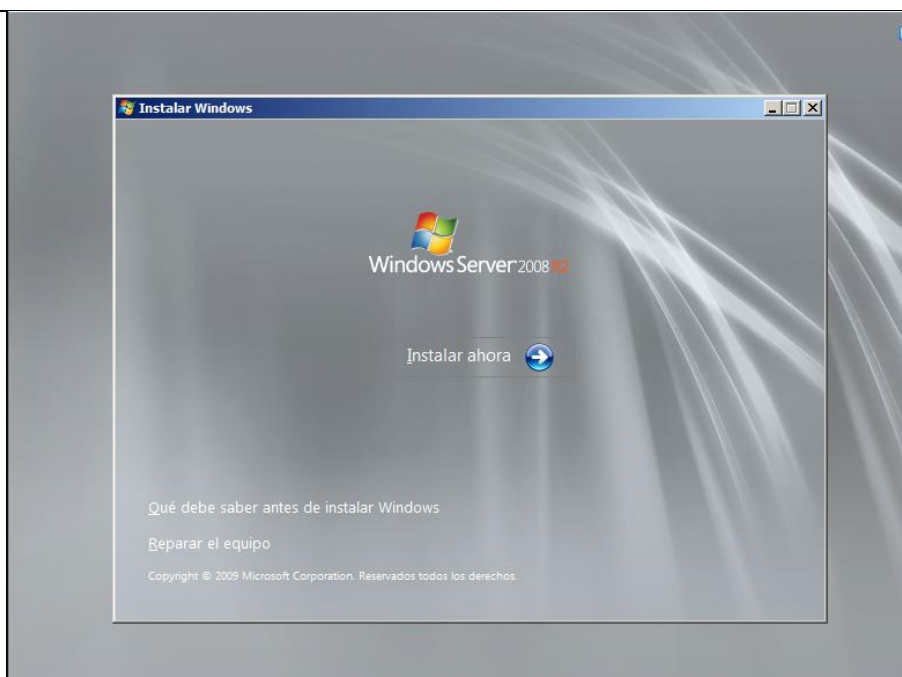 Instalar Windows
Windows Server 2008 R2
Instalar ahora
Qué debe saber antes de instalar Windows
Reparar el equipo
Copyright © 2009 Microsoft Corporation. Reservados todos los derechos.